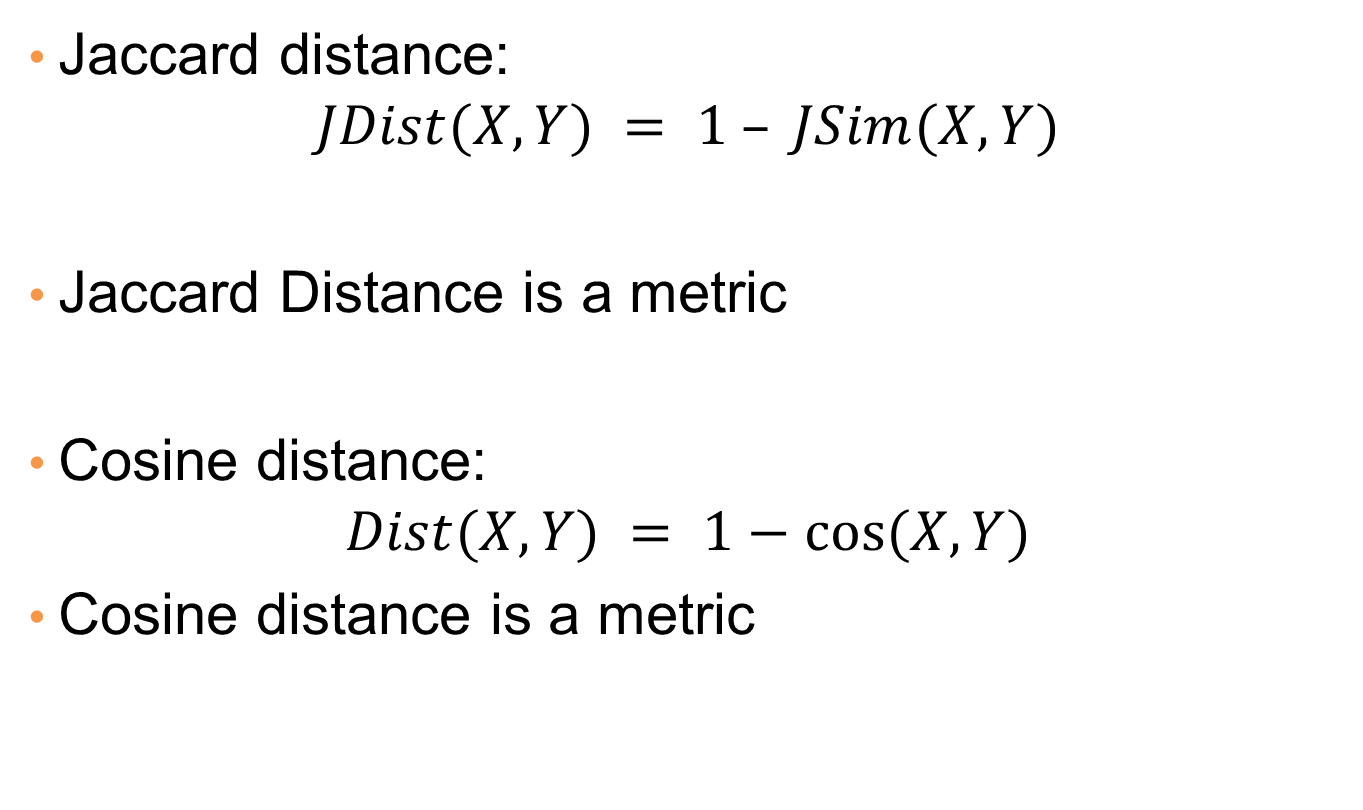 • Jaccard distance:
JDist(X,Y) = 1 – JSim(X,Y)
• Jaccard Distance is a metric
• Cosine distance:
Dist(X,Y) = 1 − cos(X,Y)
• Cosine distance is a metric